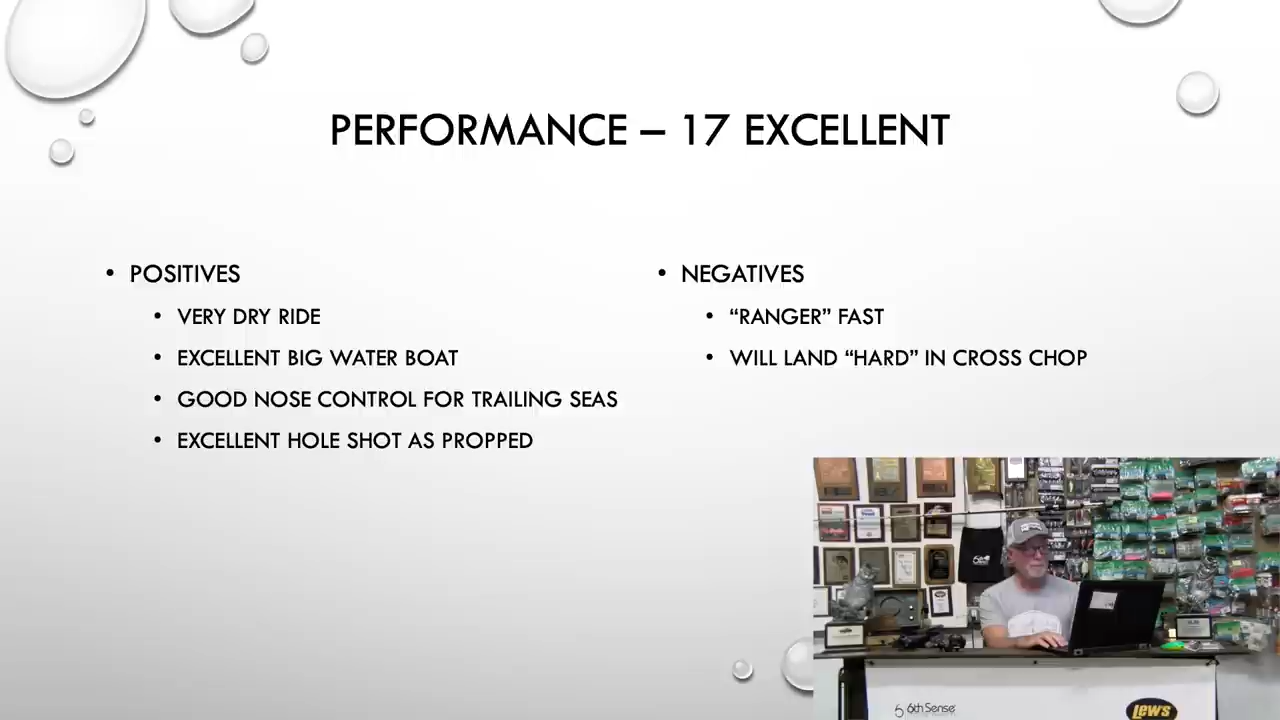 PERFORMANCE – 17 EXCELLENT
• POSITIVES
• VERY DRY RIDE
• EXCELLENT BIG WATER BOAT
• GOOD NOSE CONTROL FOR TRAILING SEAS
• EXCELLENT HOLE SHOT AS PROPPED
• NEGATIVES
• “RANGER” FAST
• WILL LAND “HARD” IN CROSS CHOP
6th Sense
Lew's